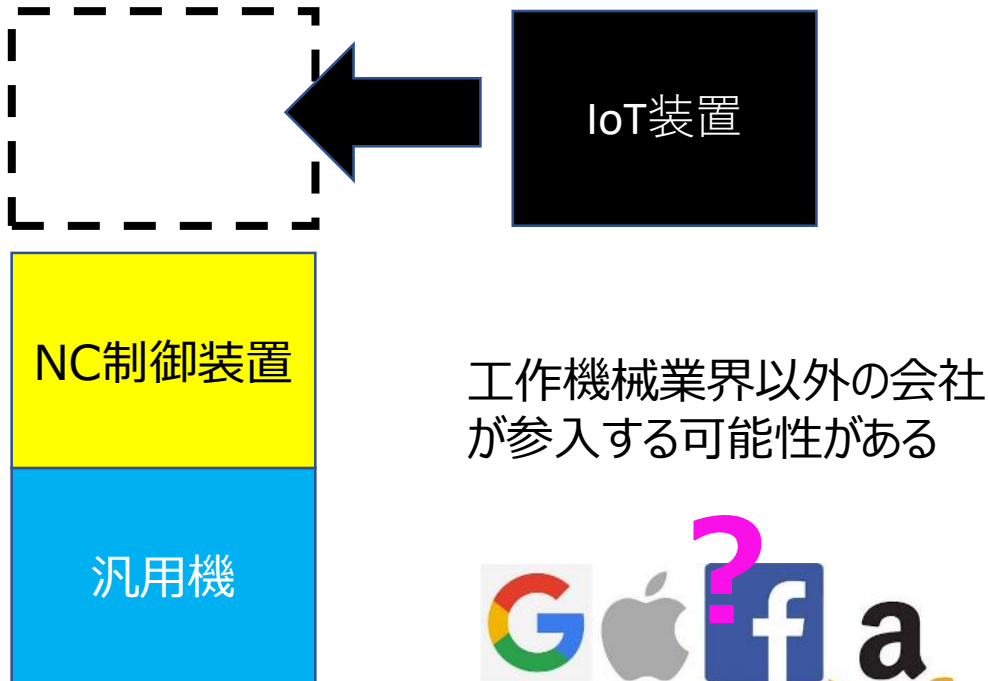 IoT装置
NC制御装置
工作機械業界以外の会社
が参入する可能性がある
汎用機
?
G
f
a